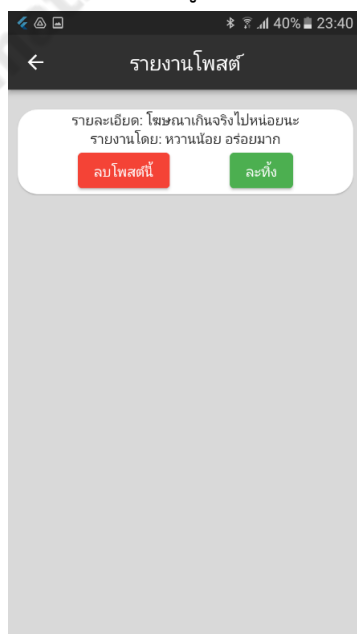 40% 23:40
รายงานโพสต์
รายละเอียด: โฆษณาเกินจริงไปหน่อยนะ
รายงานโดย: หวานน้อย อร่อยมาก
ลบโพสต์นี้ ละทิ้ง